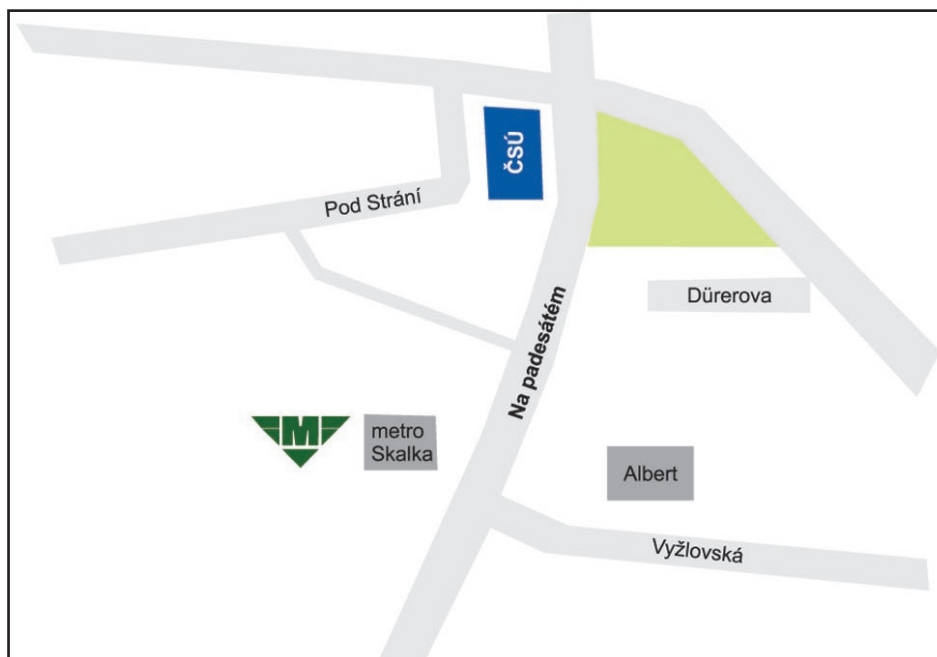 ČSÚ
Pod Strání
Dürerova
Na padesátém
M
metro
Skalka
Albert
Vyžlovská